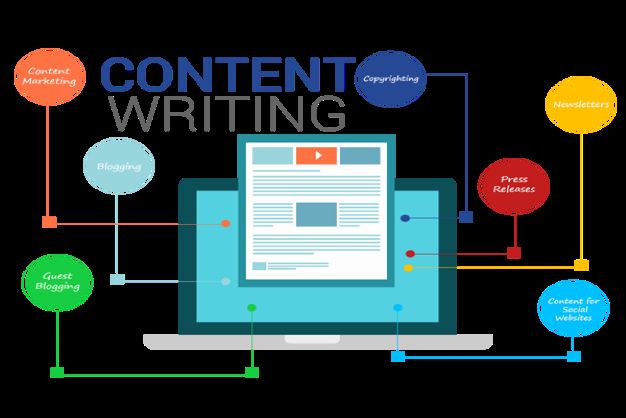 CONTENT
WRITING
Content
Marketing
Copyrighting
Newsletters
Blogging
Press
Releases
Guest
Blogging
Content for
Social
Websites